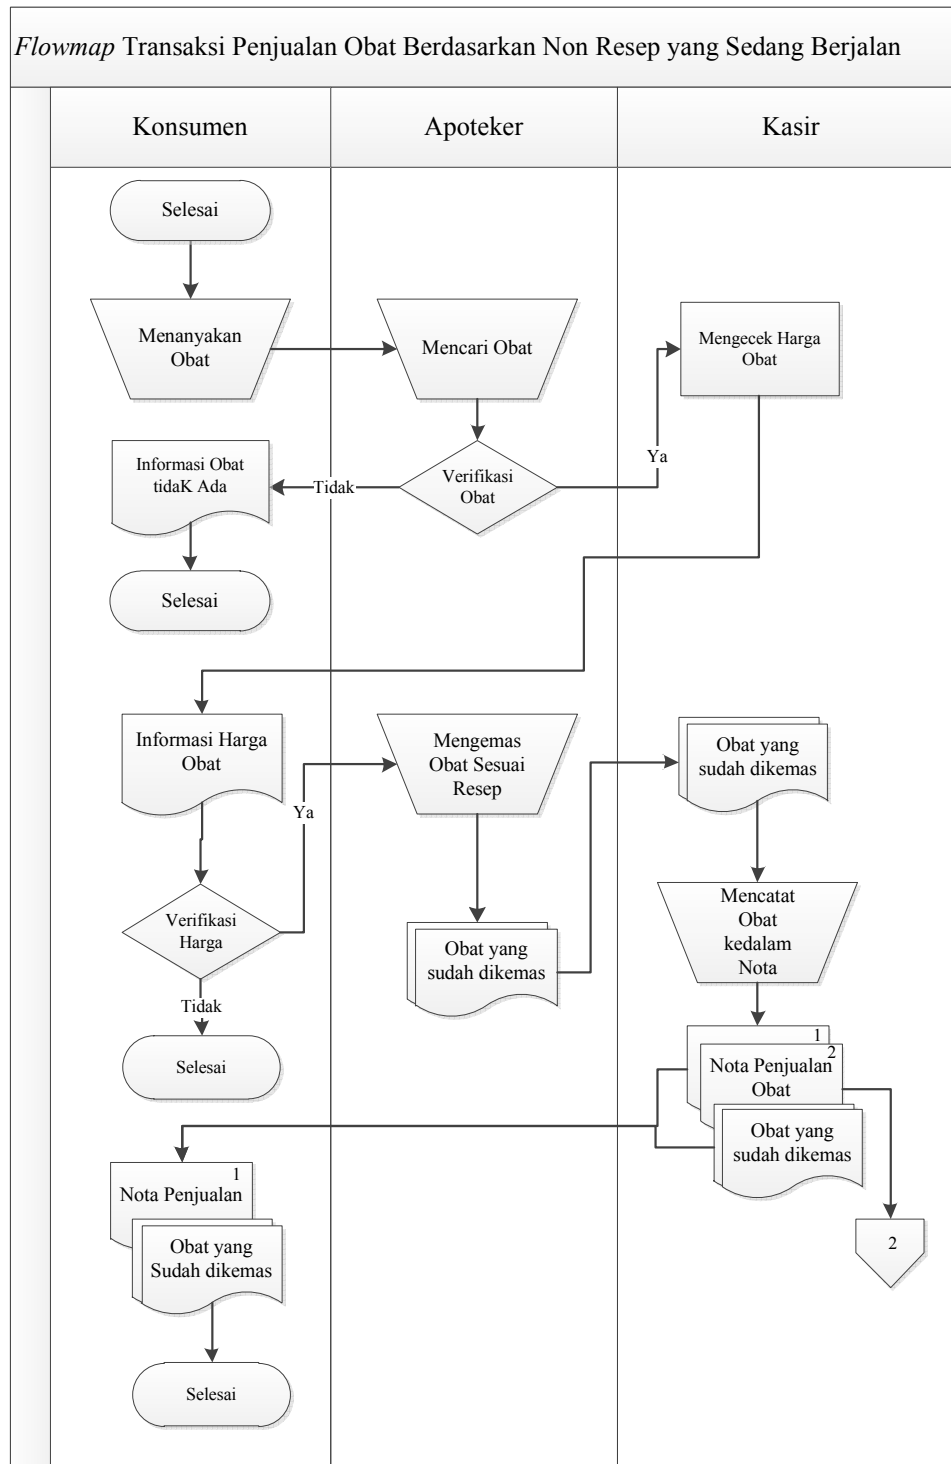 Flowmap Transaksi Penjualan Obat Berdasarkan Non Resep yang Sedang Berjalan
Konsumen
Apoteker
Kasir
Selesai
Menanyakan
Obat
Mencari Obat
Mengecek Harga
Obat
Ya
Verifikasi
Obat
Tidak
Informasi Obat
tidaK Ada
Selesai
Informasi Harga
Obat
Ya
Verifikasi
Harga
Tidak
Selesai
Mengemas
Obat Sesuai
Resep
Obat yang
sudah dikemas
Obat yang
sudah dikemas
Mencatat
Obat
kedalam
Nota
1
2
Nota Penjualan
Obat
Obat yang
sudah dikemas
2
1
Nota Penjualan
Obat yang
Sudah dikemas
Selesai